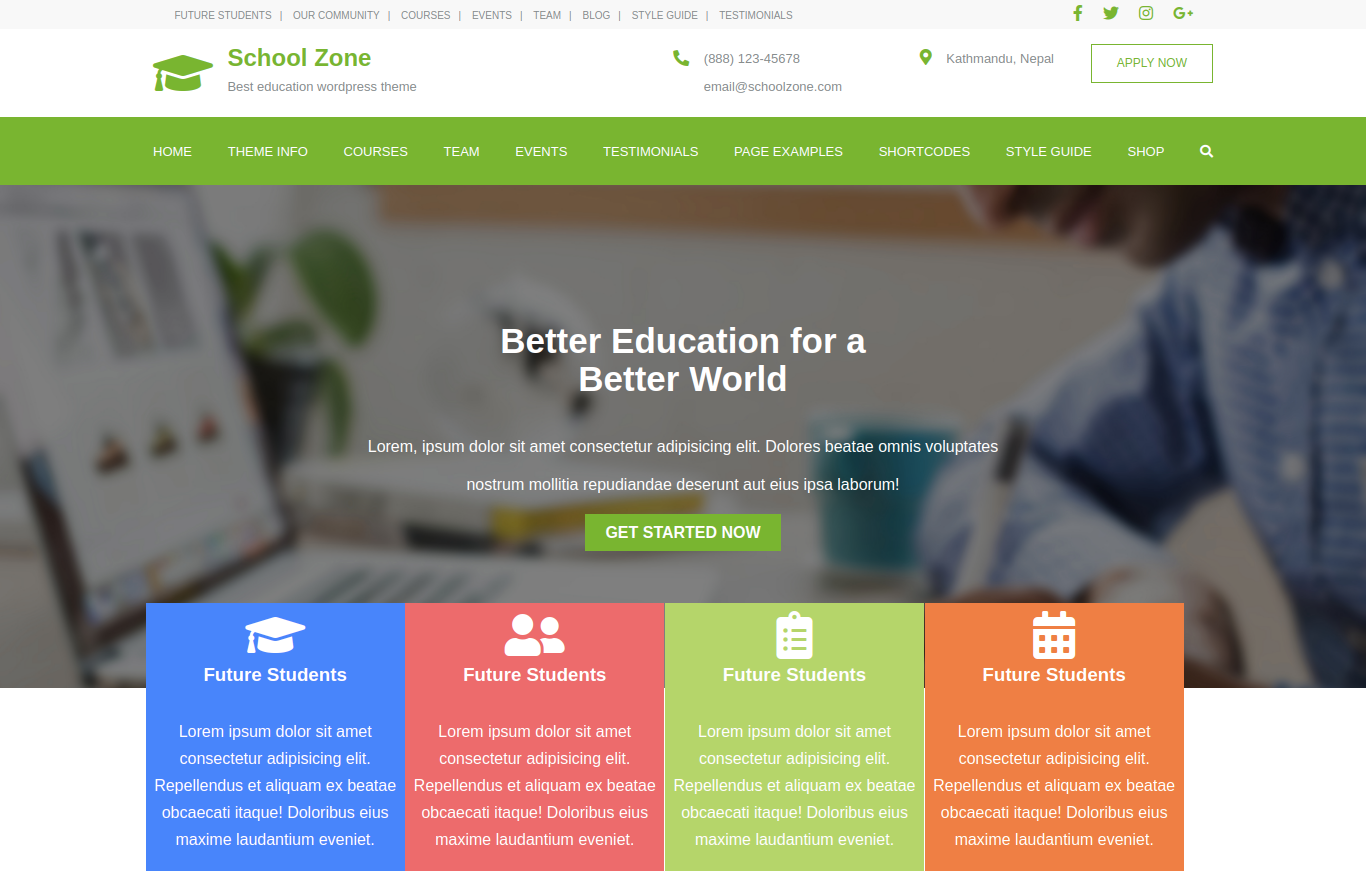 FUTURE STUDENTS | OUR COMMUNITY | COURSES | EVENTS | TEAM | BLOG | STYLE GUIDE | TESTIMONIALS
School Zone
Best education wordpress theme
(888) 123-45678
email@schoolzone.com
Kathmandu, Nepal
APPLY NOW
HOME THEME INFO COURSES TEAM EVENTS TESTIMONIALS PAGE EXAMPLES SHORTCODES STYLE GUIDE SHOP
Better Education for a
Better World
Lorem, ipsum dolor sit amet consectetur adipisicing elit. Dolores beatae omnis voluptates
nostrum mollitia repudiandae deserunt aut eius ipsa laborum!
GET STARTED NOW
Future Students
Lorem ipsum dolor sit amet
consectetur adipisicing elit.
Repellendus et aliquam ex beatae
obcaecati itaque! Doloribus eius
maxime laudantium eveniet.
Future Students
Lorem ipsum dolor sit amet
consectetur adipisicing elit.
Repellendus et aliquam ex beatae
obcaecati itaque! Doloribus eius
maxime laudantium eveniet.
Future Students
Lorem ipsum dolor sit amet
consectetur adipisicing elit.
Repellendus et aliquam ex beatae
obcaecati itaque! Doloribus eius
maxime laudantium eveniet.
Future Students
Lorem ipsum dolor sit amet
consectetur adipisicing elit.
Repellendus et aliquam ex beatae
obcaecati itaque! Doloribus eius
maxime laudantium eveniet.